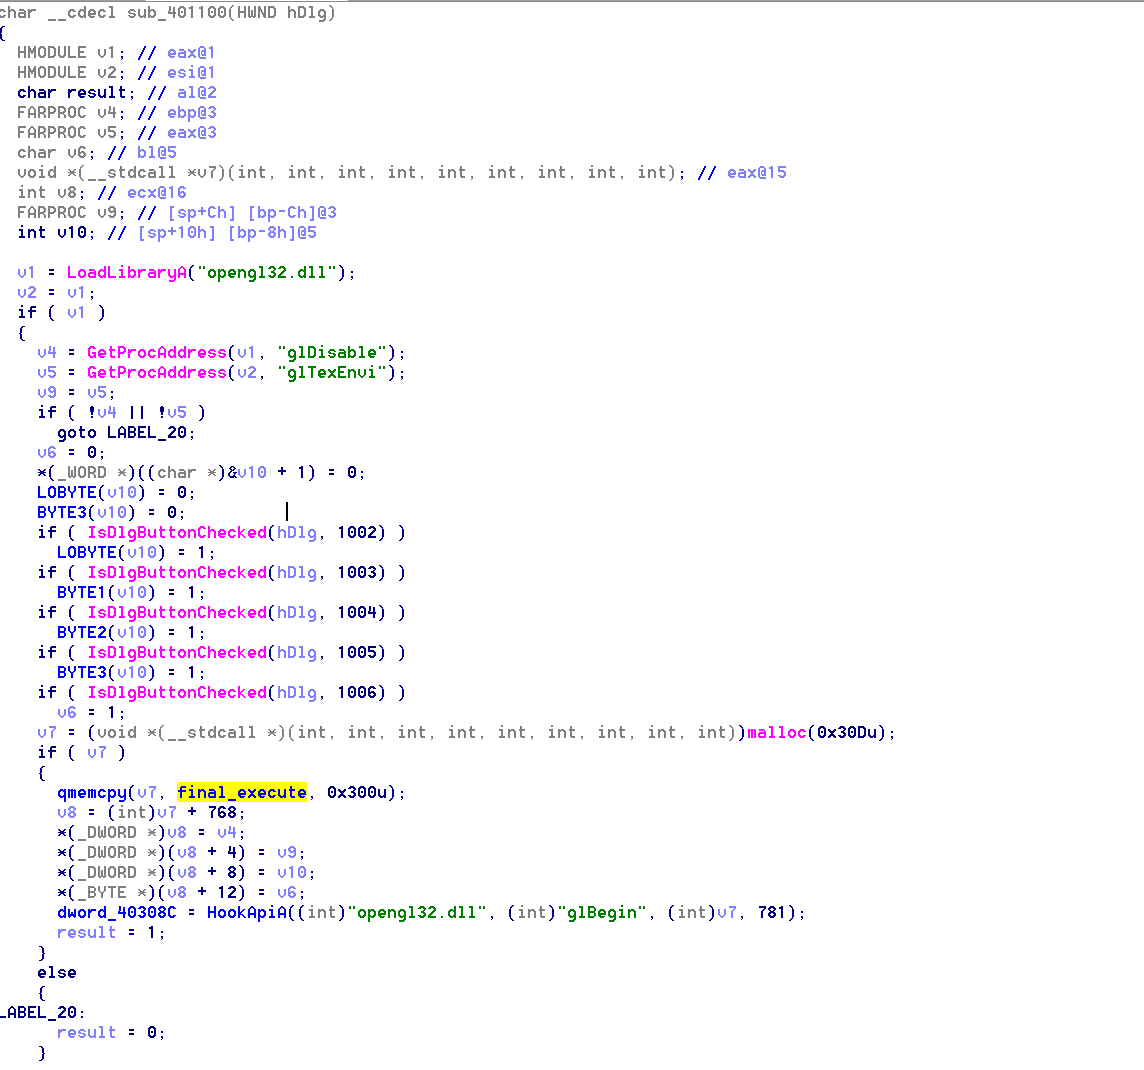 char __cdecl sub_401100(HWND hDlg)
{
  HMODULE v1; // eax@1
  HMODULE v2; // esi@1
  char result; // al@2
  FARPROC v4; // ebp@3
  FARPROC v5; // eax@3
  char v6; // bl@5
  void *(__stdcall *v7)(int, int, int, int, int, int, int, int, int); // eax@15
  int v8; // ecx@16
  FARPROC v9; // [sp+Ch] [bp-Ch]@3
  int v10; // [sp+10h] [bp-8h]@5

  v1 = LoadLibraryA("opengl32.dll");
  v2 = v1;
  if ( v1 )
  {
    v4 = GetProcAddress(v1, "glDisable");
    v5 = GetProcAddress(v2, "glTexEnvi");
    v9 = v5;
    if ( !v4 || !v5 )
      goto LABEL_20;
    v6 = 0;
    *(_WORD *)((char *)&v10 + 1) = 0;
    LOBYTE(v10) = 0;
    BYTE3(v10) = 0;
    if ( IsDlgButtonChecked(hDlg, 1002) )
      LOBYTE(v10) = 1;
    if ( IsDlgButtonChecked(hDlg, 1003) )
      BYTE1(v10) = 1;
    if ( IsDlgButtonChecked(hDlg, 1004) )
      BYTE2(v10) = 1;
    if ( IsDlgButtonChecked(hDlg, 1005) )
      BYTE3(v10) = 1;
    if ( IsDlgButtonChecked(hDlg, 1006) )
      v6 = 1;
    v7 = (void *(__stdcall *)(int, int, int, int, int, int, int, int, int))malloc(0x30Du);
    if ( v7 )
    {
      qmemcpy(v7, final_execute, 0x300u);
      v8 = (int)v7 + 768;
      *(_DWORD *)v8 = v4;
      *(_DWORD *)(v8 + 4) = v9;
      *(_DWORD *)(v8 + 8) = v10;
      *(_BYTE *)(v8 + 12) = v6;
      dword_40308C = HookApiA((int)"opengl32.dll", (int)"glBegin", (int)v7, 781);
      result = 1;
    }
    else
    {
LABEL_20:
      result = 0;
    }